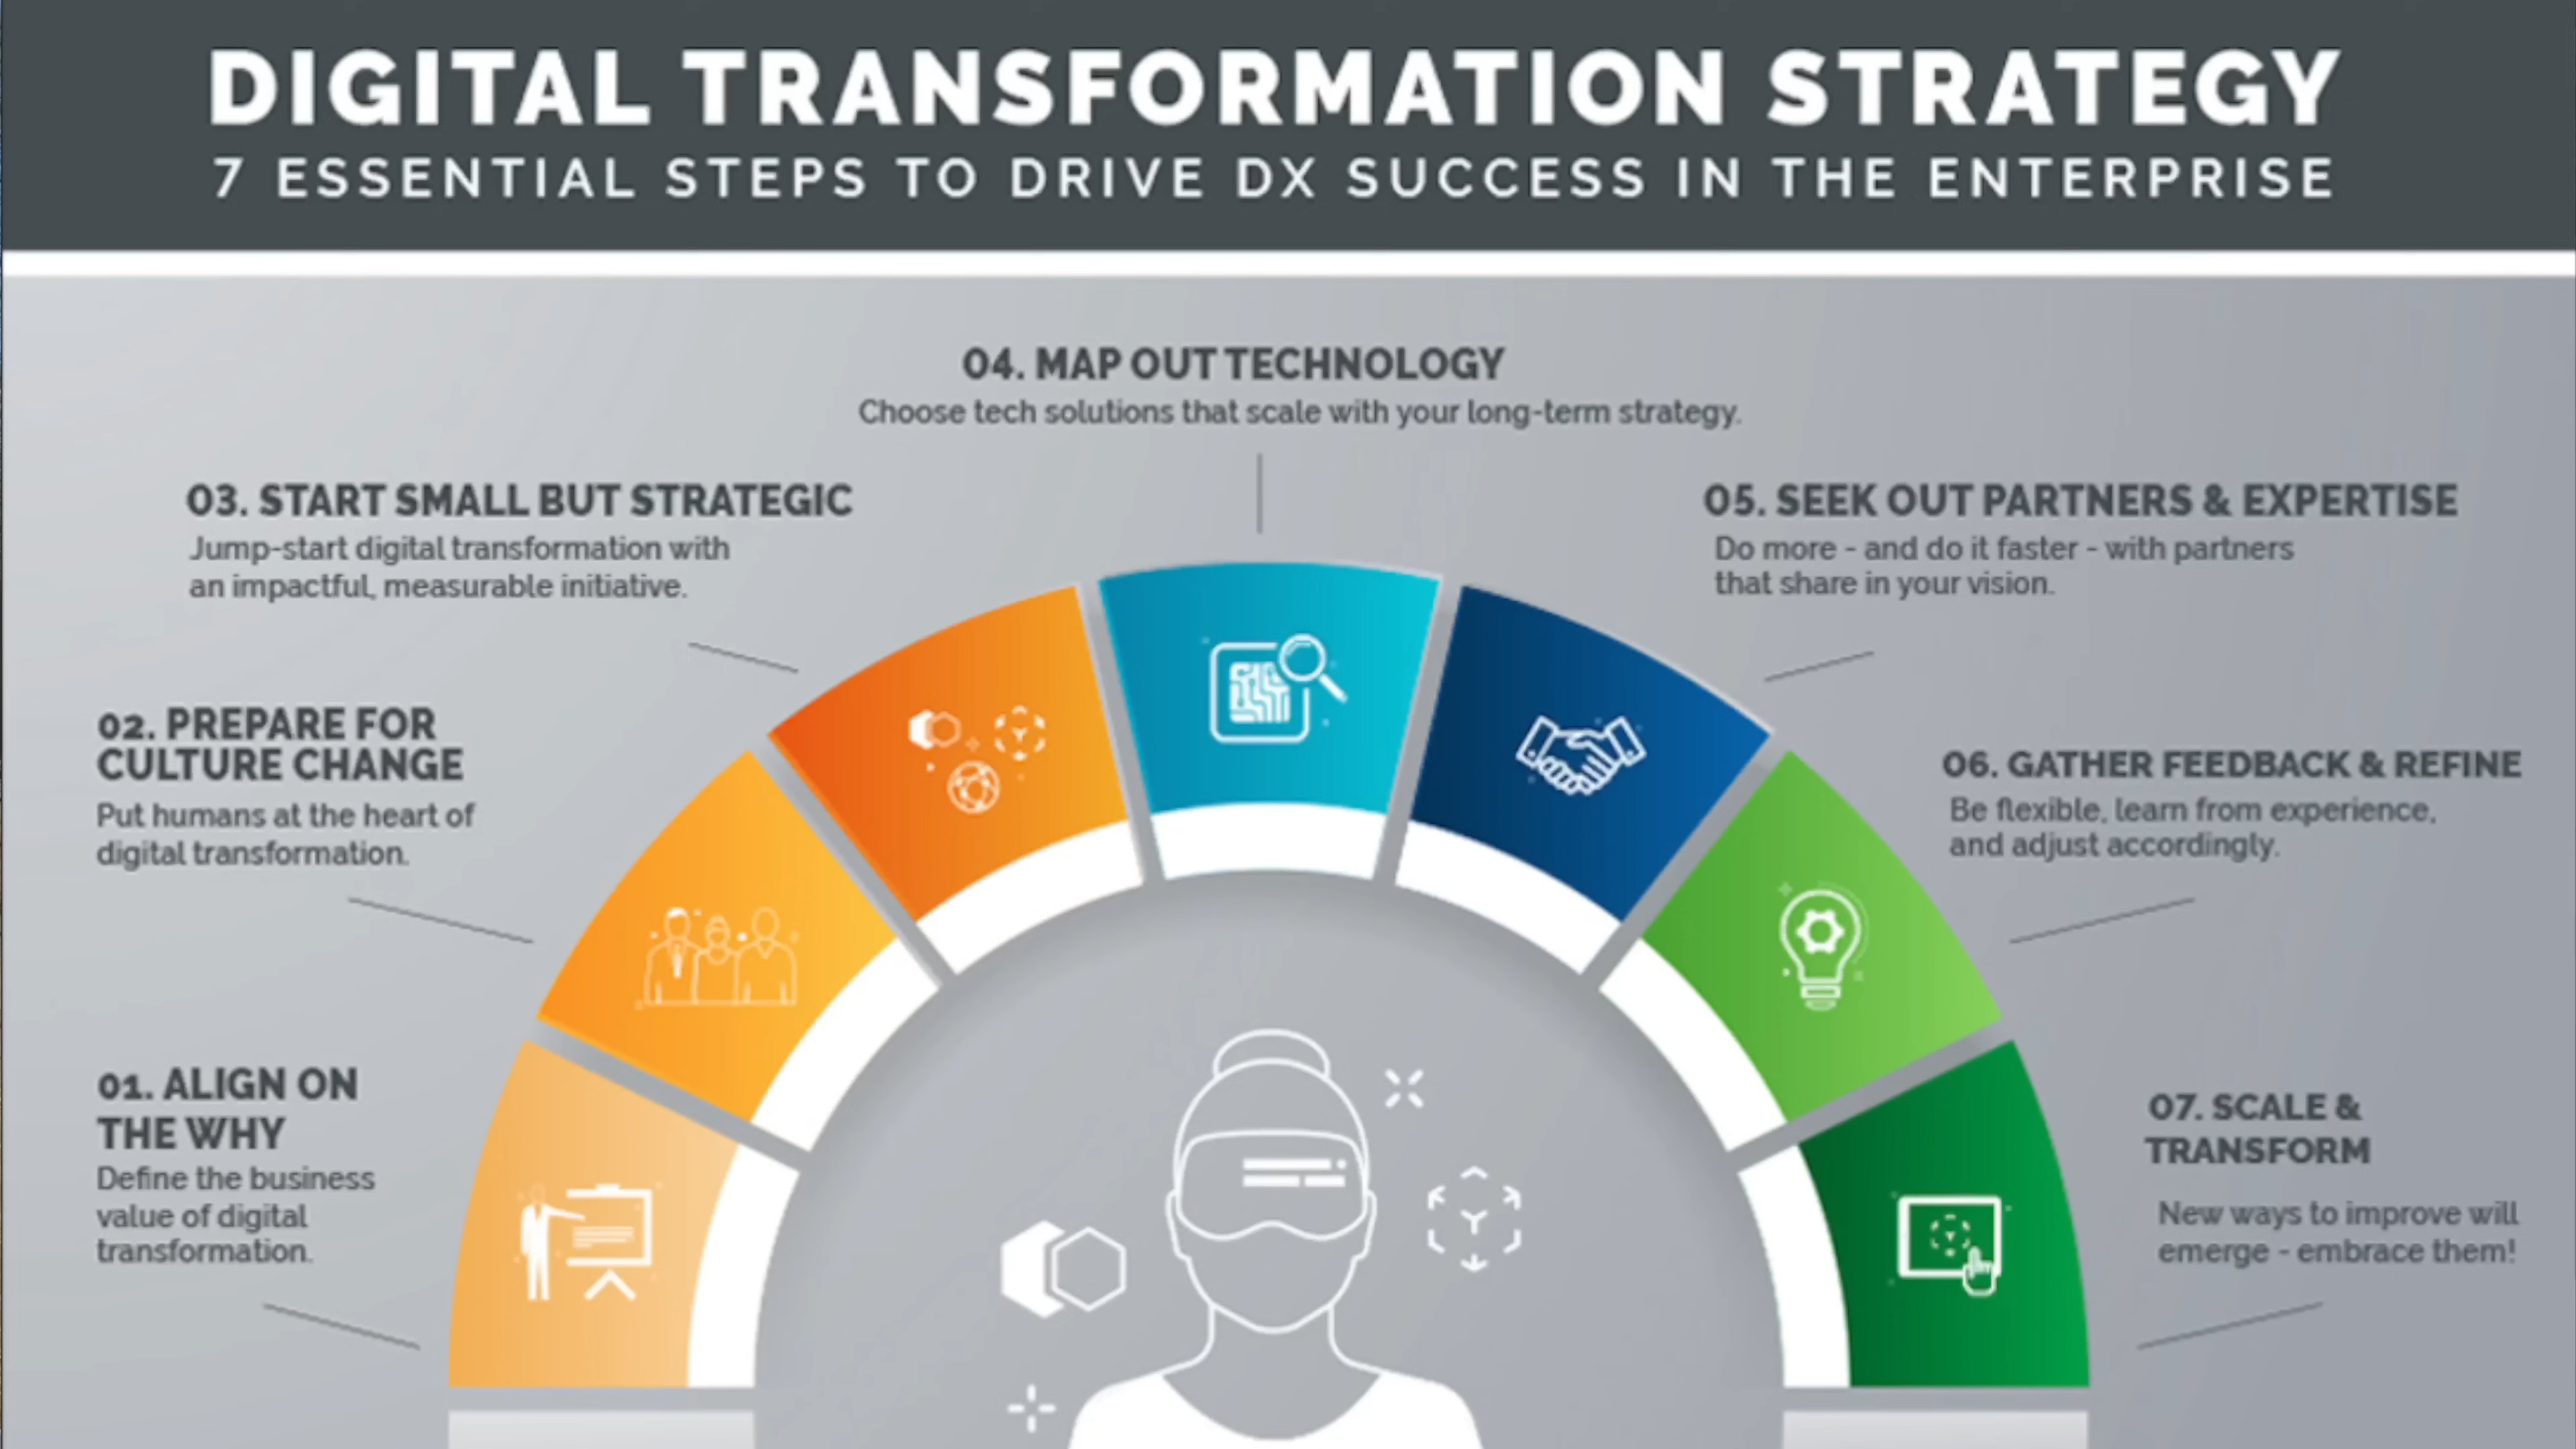 DIGITAL TRANSFORMATION STRATEGY
7 ESSENTIAL STEPS TO DRIVE DX SUCCESS IN THE ENTERPRISE
01. ALIGN ON
THE WHY
Define the business
value of digital
transformation.
02. PREPARE FOR
CULTURE CHANGE
Put humans at the heart of
digital transformation.
03. START SMALL BUT STRATEGIC
Jump-start digital transformation with
an impactful, measurable initiative.
04. MAP OUT TECHNOLOGY
Choose tech solutions that scale with your long-term strategy.
05. SEEK OUT PARTNERS & EXPERTISE
Do more - and do it faster - with partners
that share in your vision.
06. GATHER FEEDBACK & REFINE
Be flexible, learn from experience,
and adjust accordingly.
07. SCALE &
TRANSFORM
New ways to improve will
emerge - embrace them!